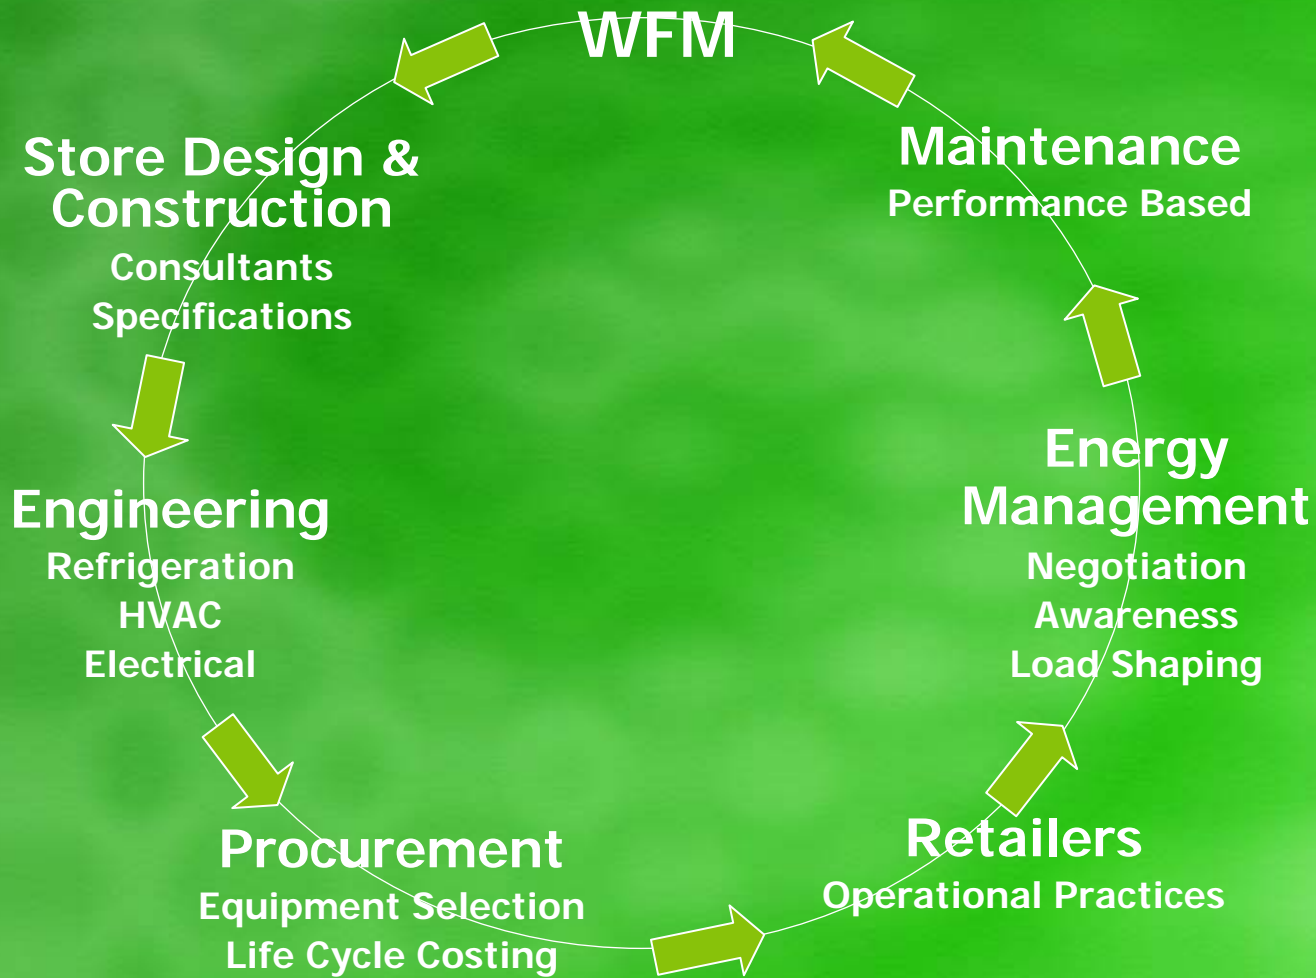 WFM
Store Design &
Construction
Consultants
Specifications
Engineering
Refrigeration
HVAC
Electrical
Procurement
Equipment Selection
Life Cycle Costing
Retailers
Operational Practices
Energy
Management
Negotiation
Awareness
Load Shaping
Maintenance
Performance Based